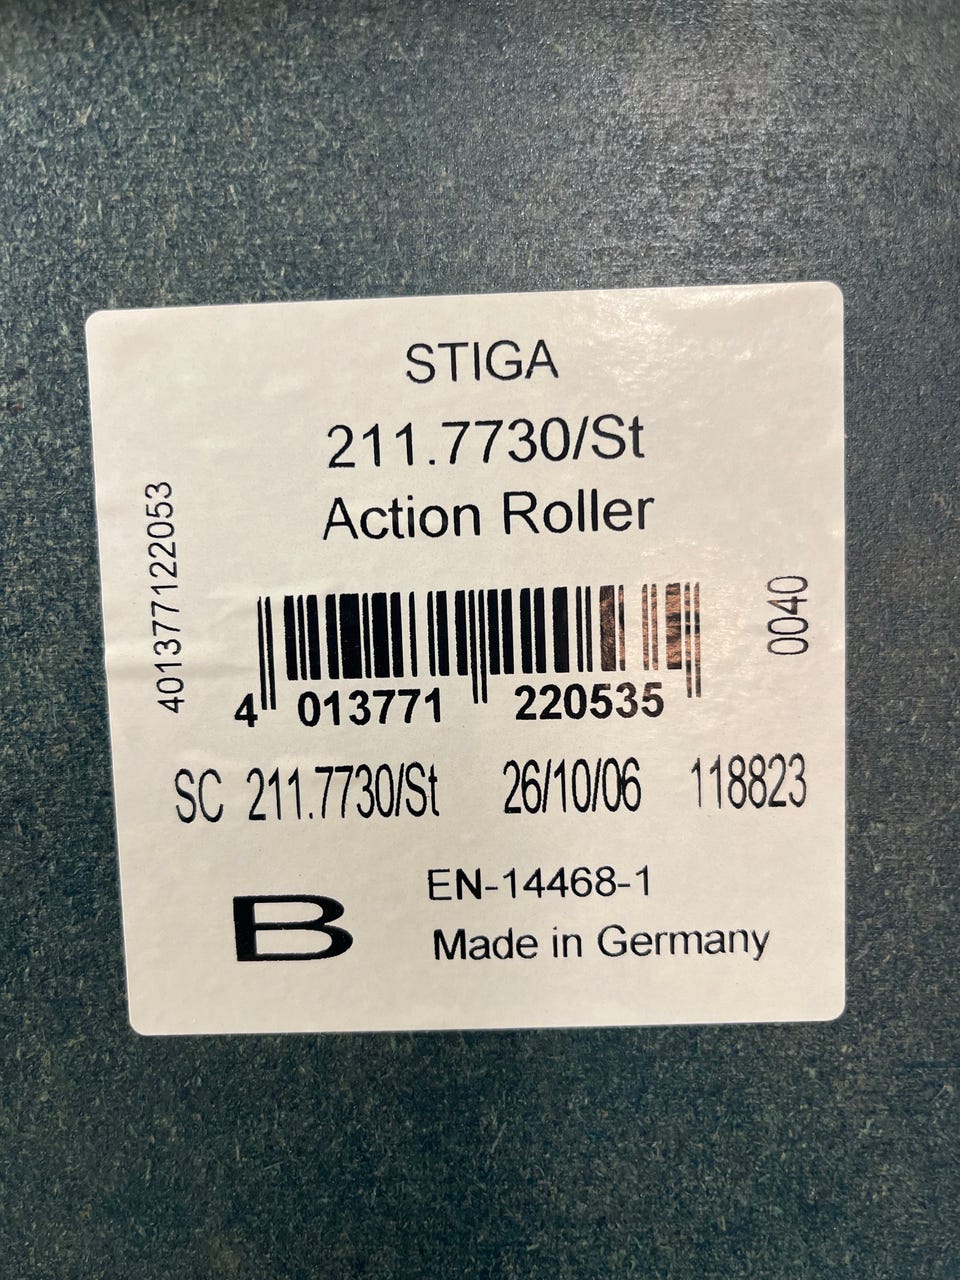 STIGA
211.7730/St
Action Roller
401377122053
0040
4 013771 220535
SC 211.7730/St 26/10/06 118823
B
EN-14468-1
Made in Germany